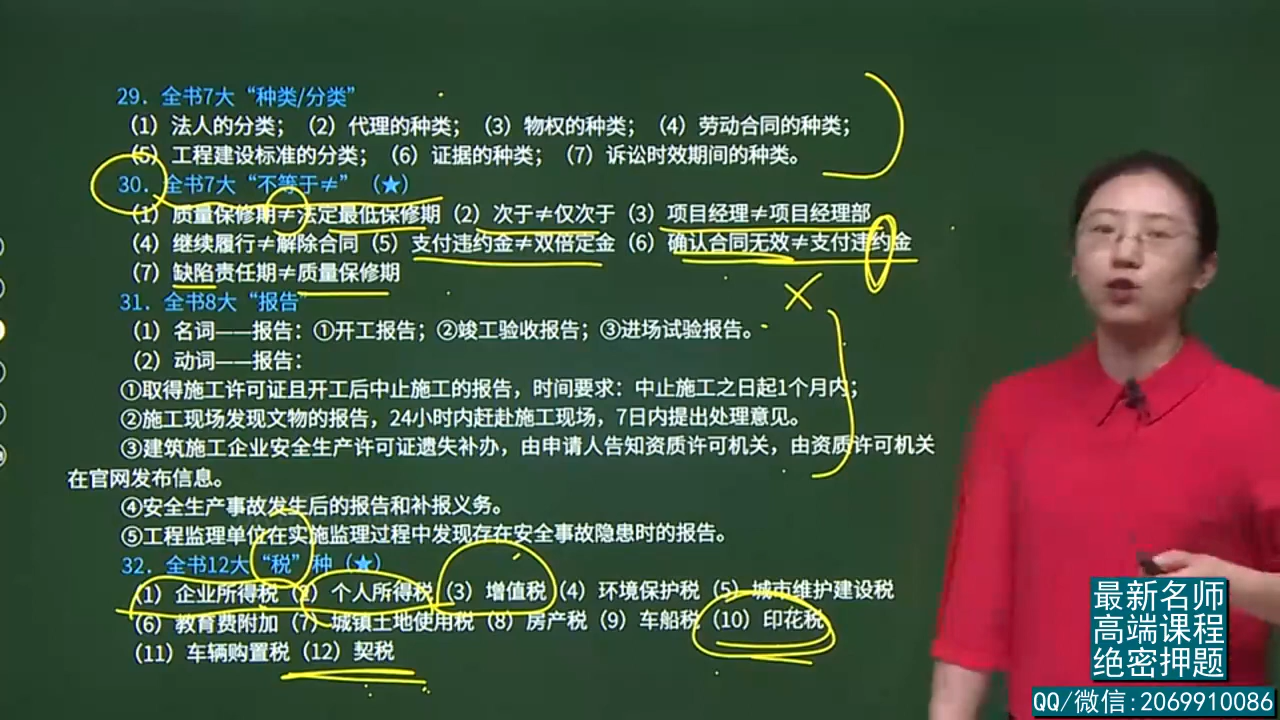 29．全书7大“种类/分类”
（1）法人的分类；（2）代理的种类；（3）物权的种类；（4）劳动合同的种类；
（5）工程建设标准的分类；（6）证据的种类；（7）诉讼时效期间的种类。
30．全书7大“不等于≠”（★）
（1）质量保修期≠法定最低保修期（2）次于≠仅次于（3）项目经理≠项目经理部
（4）继续履行≠解除合同（5）支付违约金≠双倍定金（6）确认合同无效≠支付违约金
（7）缺陷责任期≠质量保修期
31．全书8大“报告”
（1）名词——报告：①开工报告；②竣工验收报告；③进场试验报告。
（2）动词——报告：
①取得施工许可证且开工后中止施工的报告，时间要求：中止施工之日起1个月内；
②施工现场发现文物的报告，24小时内赶赴施工现场，7日内提出处理意见。
③建筑施工企业安全生产许可证遗失补办，由申请人告知资质许可机关，由资质许可机关
在官网发布信息。
④安全生产事故发生后的报告和补报义务。
⑤工程监理单位在实施监理过程中发现存在安全事故隐患时的报告。
32．全书12大“税”种（★）
（1）企业所得税（2）个人所得税（3）增值税（4）环境保护税（5）城市维护建设税
（6）教育费附加（7）城镇土地使用税（8）房产税（9）车船税（10）印花税
（11）车辆购置税（12）契税
最新名师
高端课程
绝密押题
QQ/微信:2069910086